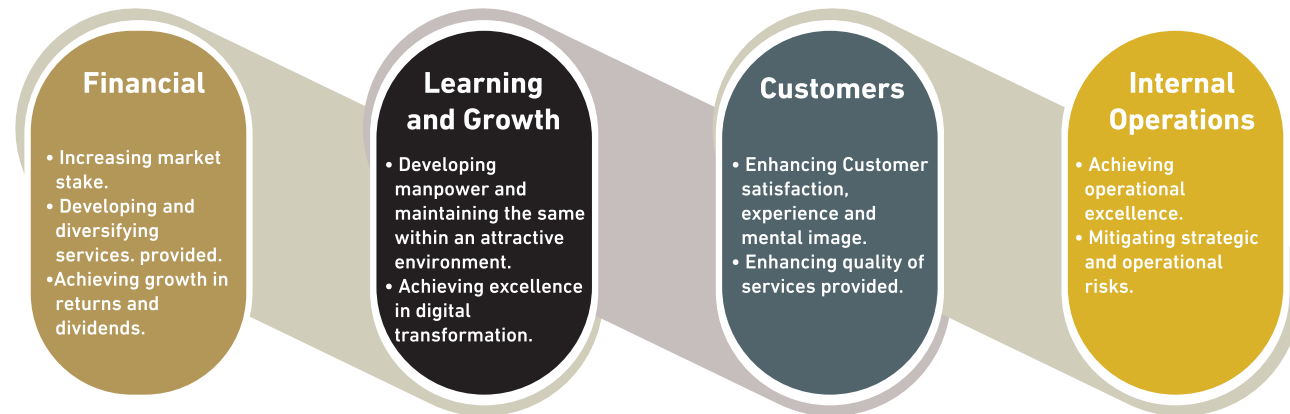 Financial
• Increasing market
stake.
• Developing and
diversifying
services. provided.
•Achieving growth in
returns and
dividends.
Learning
and Growth
• Developing
manpower and
maintaining the same
within an attractive
environment.
• Achieving excellence
in digital
transformation.
Customers
• Enhancing Customer
satisfaction,
experience and
mental image.
• Enhancing quality of
services provided.
Internal
Operations
• Achieving
operational
excellence.
• Mitigating strategic
and operational
risks.